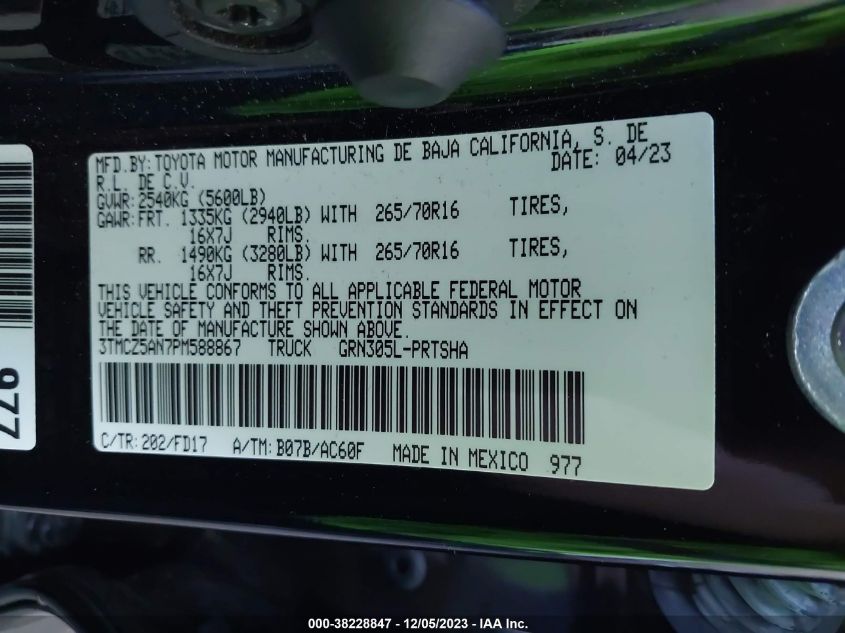 MFD.BY: TOYOTA MOTOR MANUFACTURING DE BAJA CALIFORNIA, S. DE
R.L. DE C.V. DATE: 04/23
GVWR: 2540KG (5600LB)
GAWR: FRT. 1335KG (2940LB) WITH 265/70R16 TIRES,
16X7J RIMS.
RR. 1490KG (3280LB) WITH 265/70R16 TIRES,
16X7J RIMS.
THIS VEHICLE CONFORMS TO ALL APPLICABLE FEDERAL MOTOR
VEHICLE SAFETY AND THEFT PREVENTION STANDARDS IN EFFECT ON
THE DATE OF MANUFACTURE SHOWN ABOVE.
3TMCZ5AN7PM588867 TRUCK GRN305L-PRTSHA
C/TR: 202/FD17 A/TM: B07B/AC60F MADE IN MEXICO 977
977
000-38228847 - 12/05/2023 - IAA Inc.